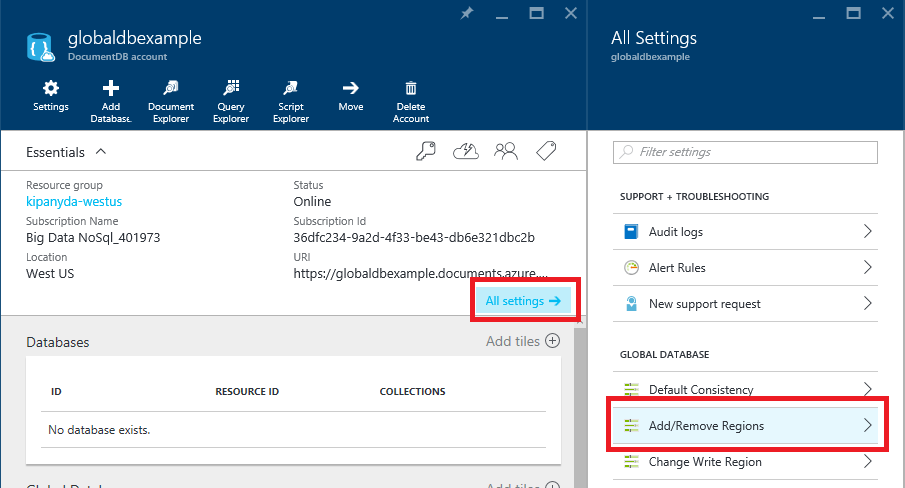 globaldbexample
DocumentDB account
Settings
Add Database
Document Explorer
Query Explorer
Script Explorer
Move
Delete Account
Essentials
Resource group
kipanyda-westus
Subscription Name
Big Data NoSql_401973
Location
West US
Status
Online
Subscription Id
36dfc234-9a2d-4f33-be43-db6e321dbc2b
URI
https://globaldbexample.documents.azure....
All settings
Databases
Add tiles
ID RESOURCE ID COLLECTIONS
No database exists.
Add tiles
All Settings
globaldbexample
Filter settings
SUPPORT + TROUBLESHOOTING
Audit logs
Alert Rules
New support request
GLOBAL DATABASE
Default Consistency
Add/Remove Regions
Change Write Region